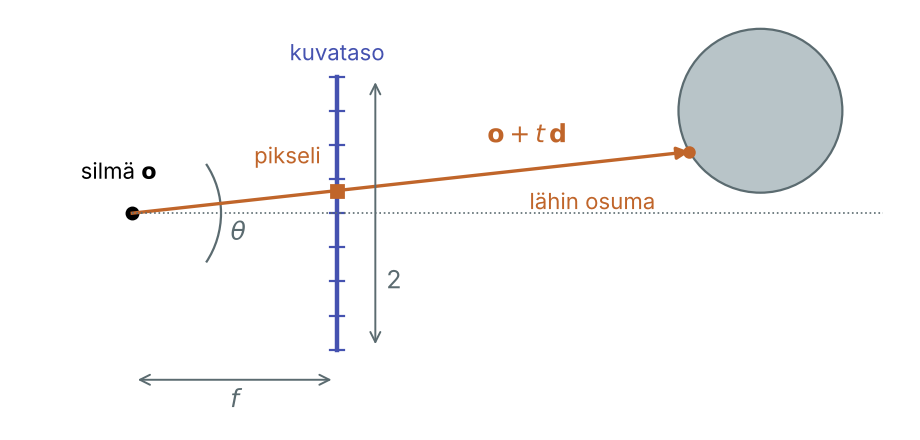 kuvataso
o + t d
pikseli
silmä o
lähin osuma
θ
2
f